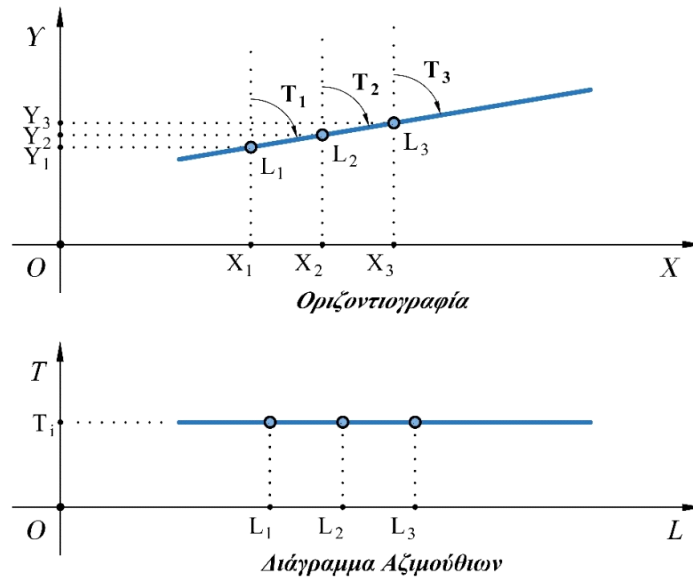 Y
T₁
T₂
T₃
Y₃
Y₂
Y₁
L₁
L₂
L₃
O
X₁
X₂
X₃
X
Οριζοντιογραφία
T
Tᵢ
O
L₁
L₂
L₃
L
Διάγραμμα Αζιμούθιων